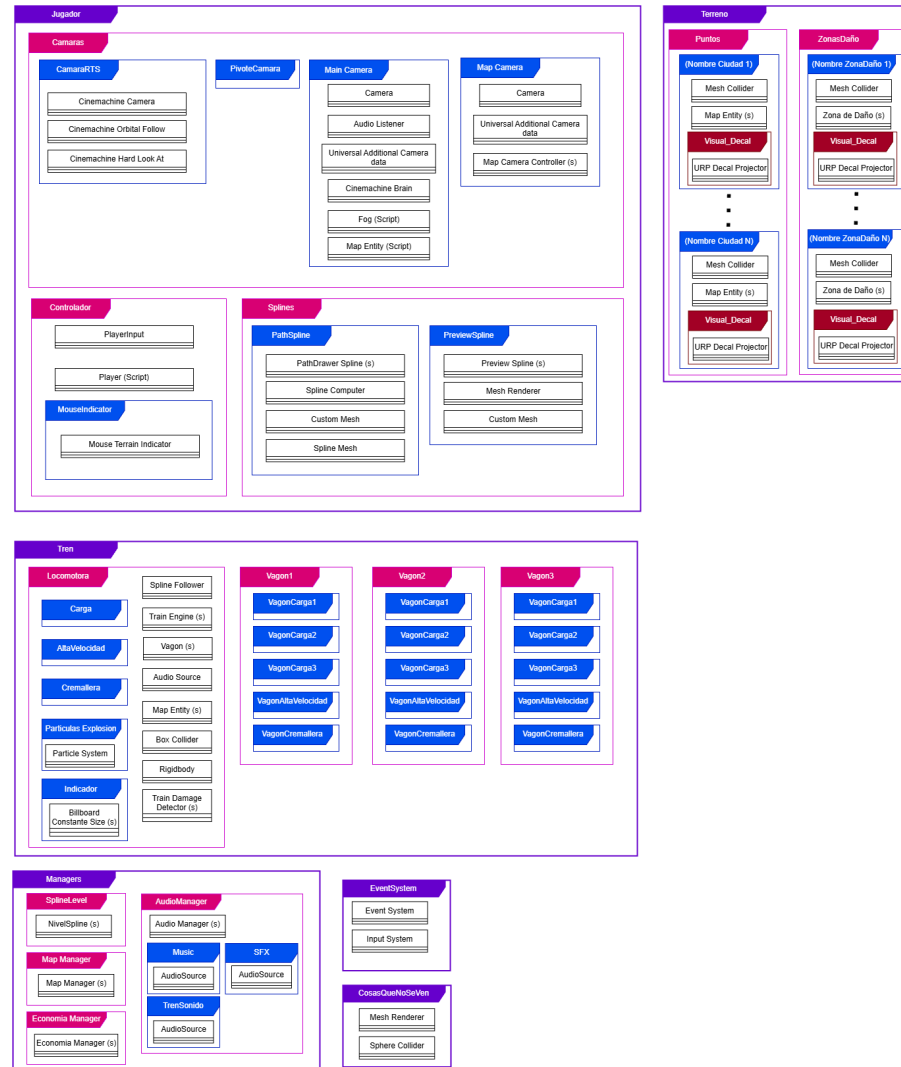 Jugador
Camaras
CamaraRTS
Cinemachine Camera
Cinemachine Orbital Follow
Cinemachine Hard Look At
PivoteCamara
Main Camera
Camera
Audio Listener
Universal Additional Camera
data
Cinemachine Brain
Fog (Script)
Map Entity (Script)
Map Camera
Camera
Universal Additional Camera
data
Map Camera Controller (s)
Controlador
PlayerInput
Player (Script)
MouseIndicator
Mouse Terrain Indicator
Splines
PathSpline
PathDrawer Spline (s)
Spline Computer
Custom Mesh
Spline Mesh
PreviewSpline
Preview Spline (s)
Mesh Renderer
Custom Mesh
Terreno
Puntos
(Nombre Ciudad 1)
Mesh Collider
Map Entity (s)
Visual_Decal
URP Decal Projector
(Nombre Ciudad N)
Mesh Collider
Map Entity (s)
Visual_Decal
URP Decal Projector
ZonasDaño
(Nombre ZonaDaño 1)
Mesh Collider
Zona de Daño (s)
Visual_Decal
URP Decal Projector
(Nombre ZonaDaño N)
Mesh Collider
Zona de Daño (s)
Visual_Decal
URP Decal Projector
Tren
Locomotora
Carga
AltaVelocidad
Cremallera
Particulas Explosion
Particle System
Indicador
Billboard
Constante Size (s)
Spline Follower
Train Engine (s)
Vagon (s)
Audio Source
Map Entity (s)
Box Collider
Rigidbody
Train Damage
Detector (s)
Vagon1
VagonCarga1
VagonCarga2
VagonCarga3
VagonAltaVelocidad
VagonCremallera
Vagon2
VagonCarga1
VagonCarga2
VagonCarga3
VagonAltaVelocidad
VagonCremallera
Vagon3
VagonCarga1
VagonCarga2
VagonCarga3
VagonAltaVelocidad
VagonCremallera
Managers
SplineLevel
NivelSpline (s)
Map Manager
Map Manager (s)
Economia Manager
Economia Manager (s)
AudioManager
Audio Manager (s)
Music
AudioSource
SFX
AudioSource
TrenSonido
AudioSource
EventSystem
Event System
Input System
CosasQueNoSeVen
Mesh Renderer
Sphere Collider